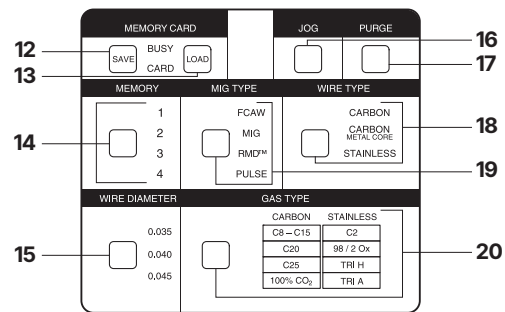 MEMORY CARD JOG PURGE
12 SAVE BUSY LOAD 16
13 CARD 17
MEMORY MIG TYPE WIRE TYPE
1 FCAW CARBON
2 MIG CARBON 18
METAL CORE
14 3 RMD™ STAINLESS
4 PULSE 19
WIRE DIAMETER GAS TYPE
CARBON STAINLESS
0.035 C8 – C15 C2
15 0.040 C20 98 / 2 Ox 20
0,045 C25 TRI H
100% CO₂ TRI A